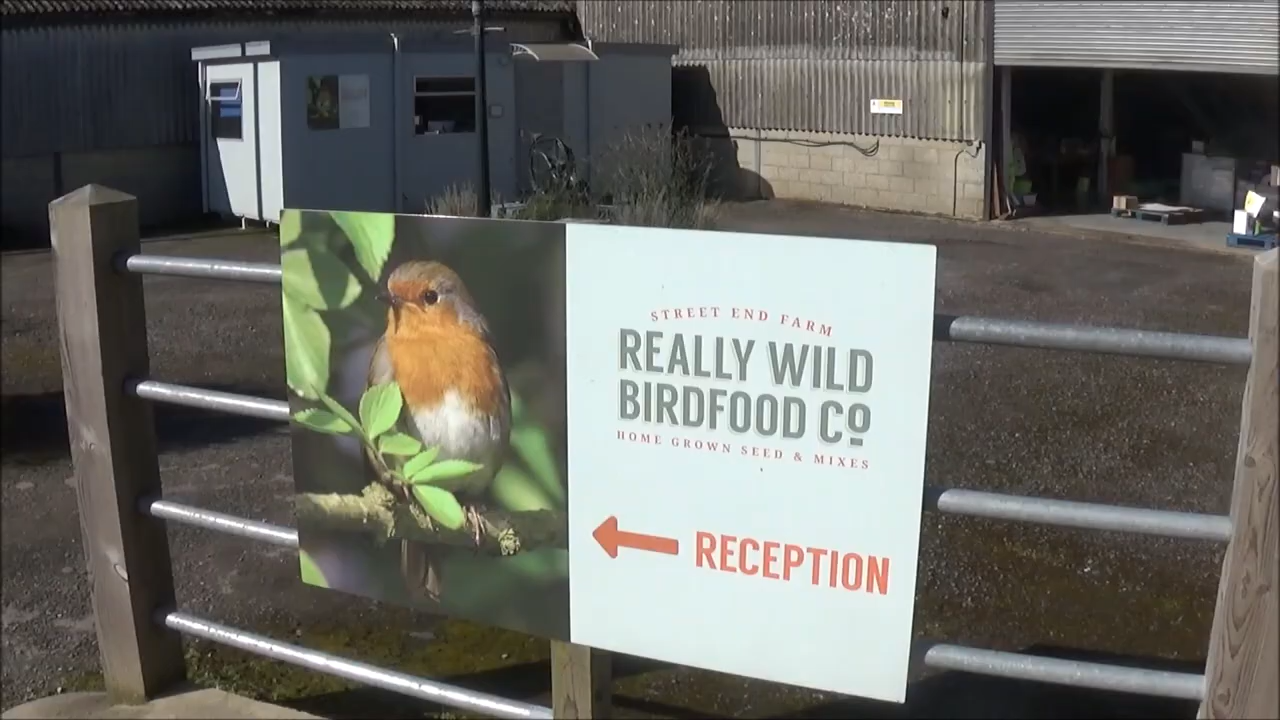 STREET END FARM
REALLY WILD
BIRDFOOD Co
HOME GROWN SEED & MIXES
RECEPTION